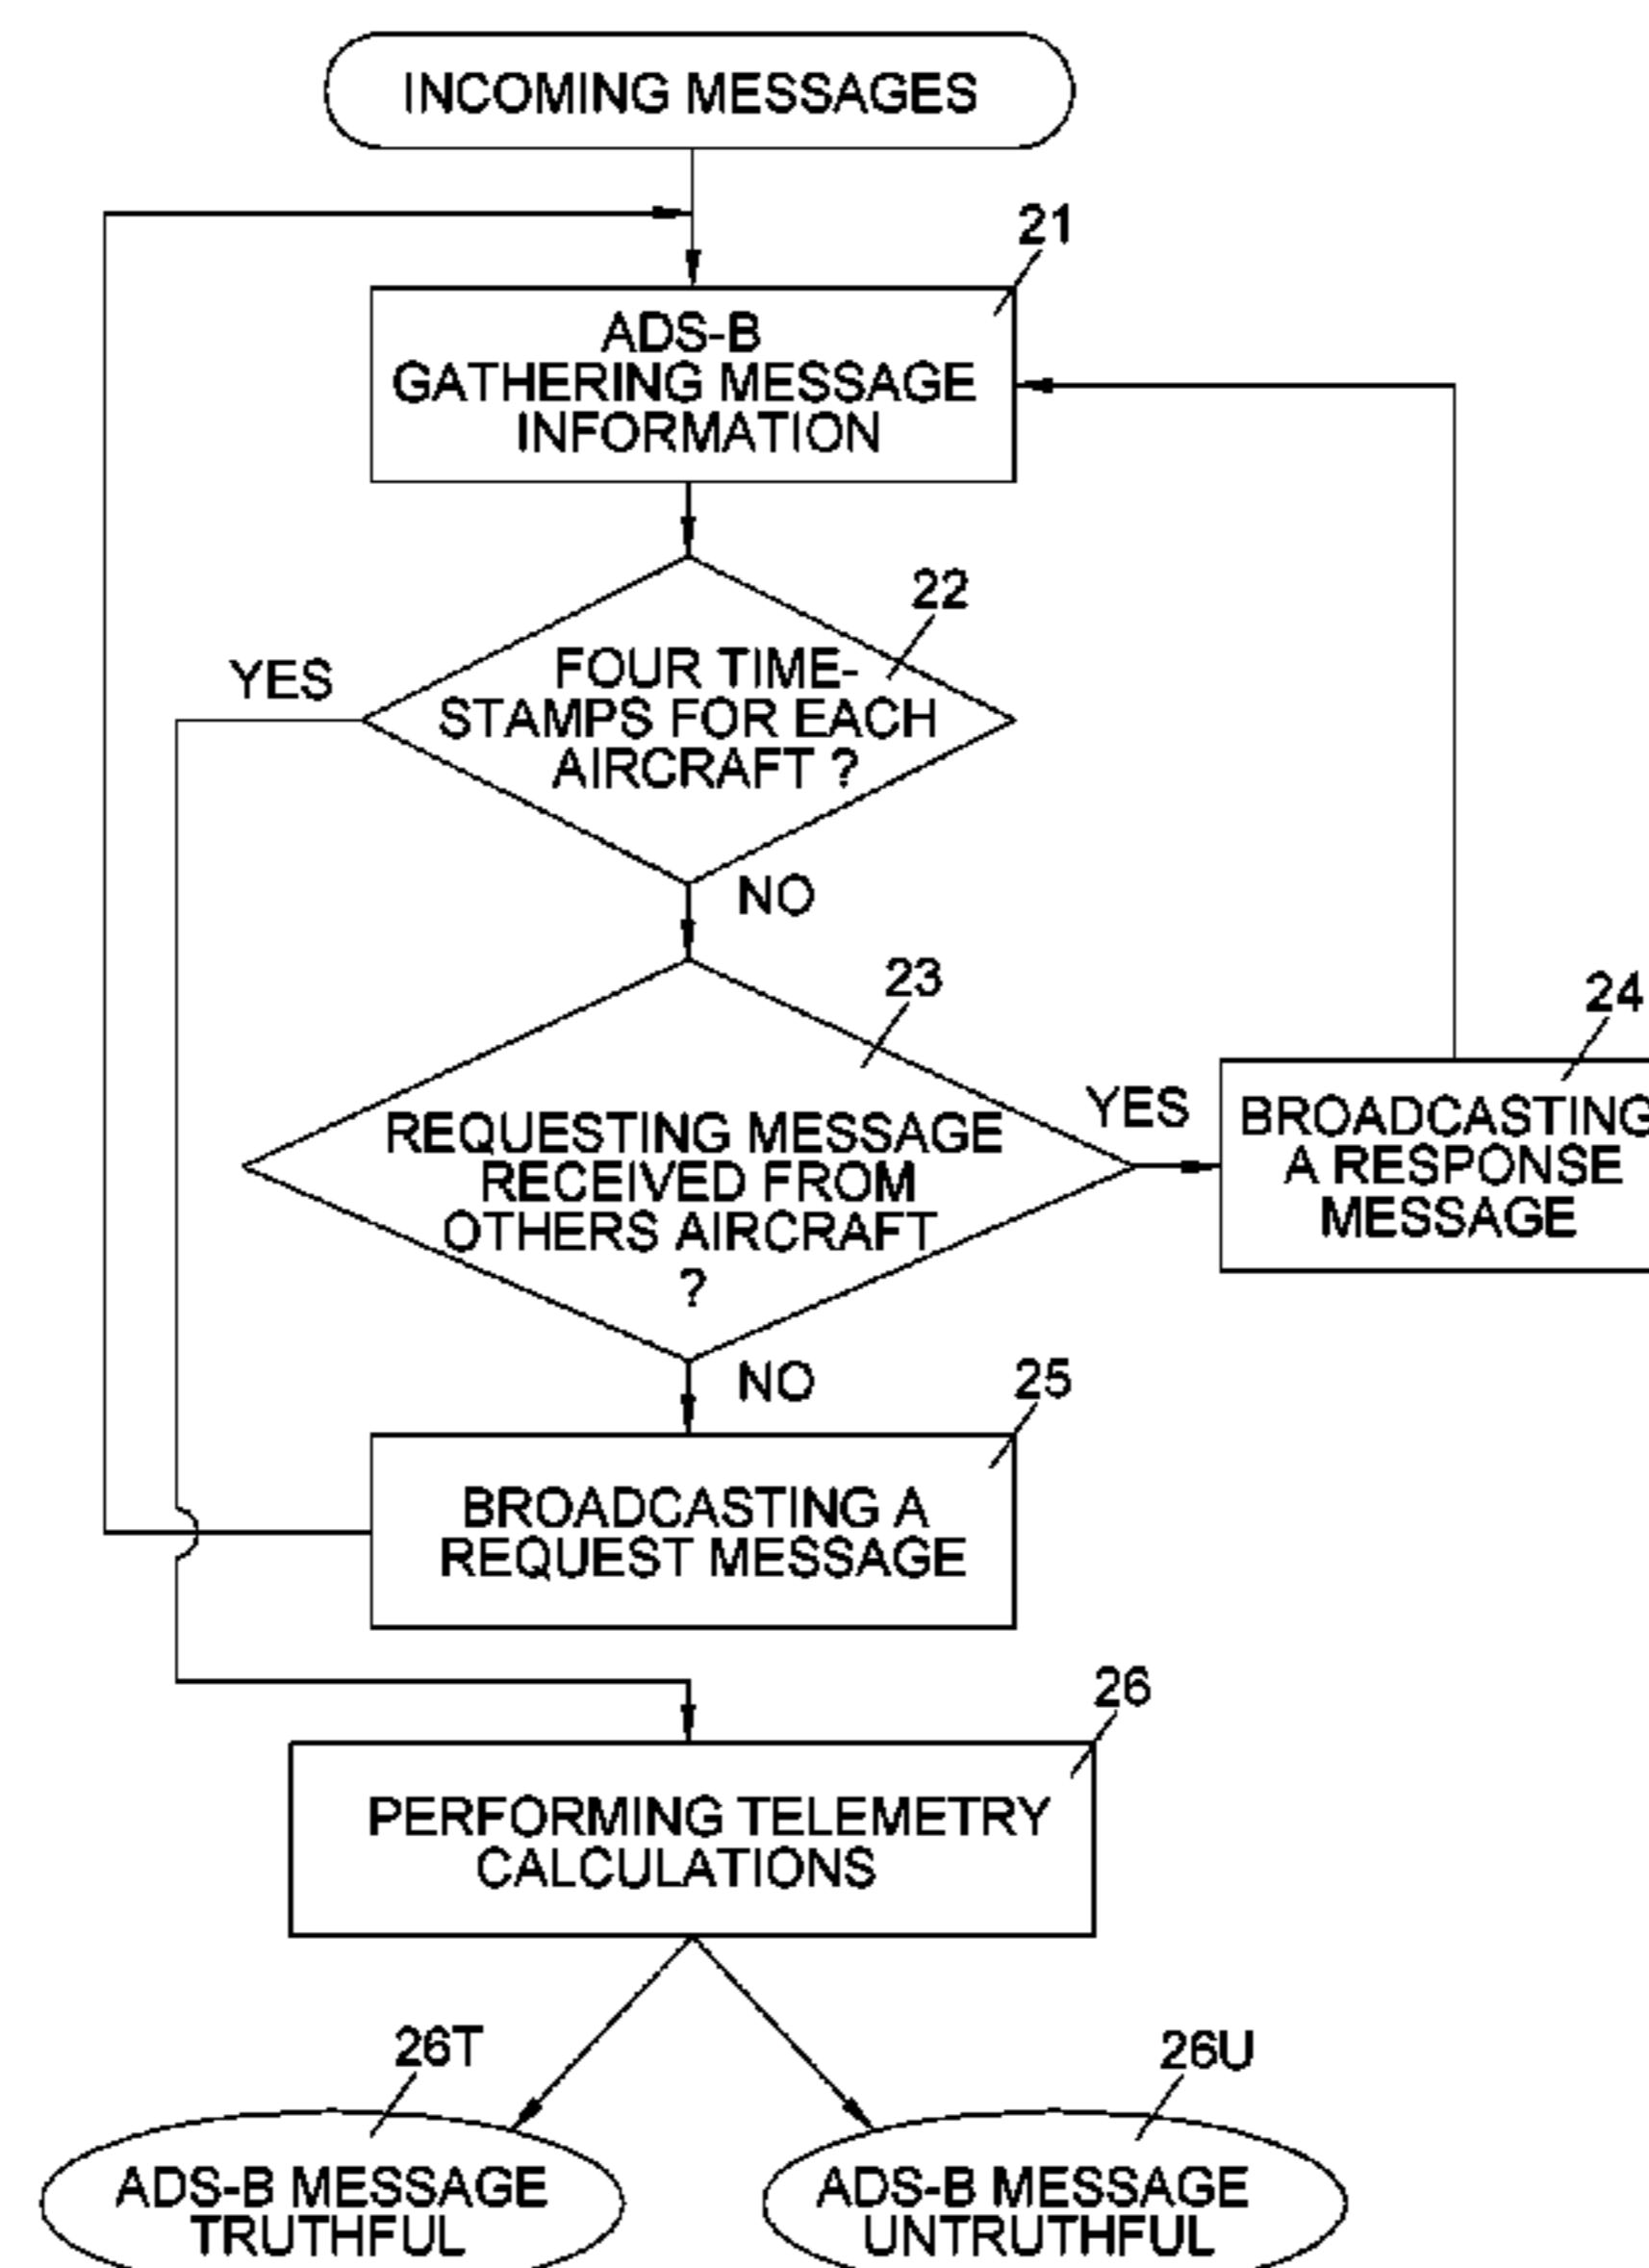 INCOMING MESSAGES
21
ADS-B
GATHERING MESSAGE
INFORMATION
22
YES
FOUR TIME-
STAMPS FOR EACH
AIRCRAFT ?
NO
23
24
YES
REQUESTING MESSAGE
RECEIVED FROM
OTHERS AIRCRAFT
?
BROADCASTING
A RESPONSE
MESSAGE
NO
25
BROADCASTING A
REQUEST MESSAGE
26
PERFORMING TELEMETRY
CALCULATIONS
26T
26U
ADS-B MESSAGE
TRUTHFUL
ADS-B MESSAGE
UNTRUTHFUL